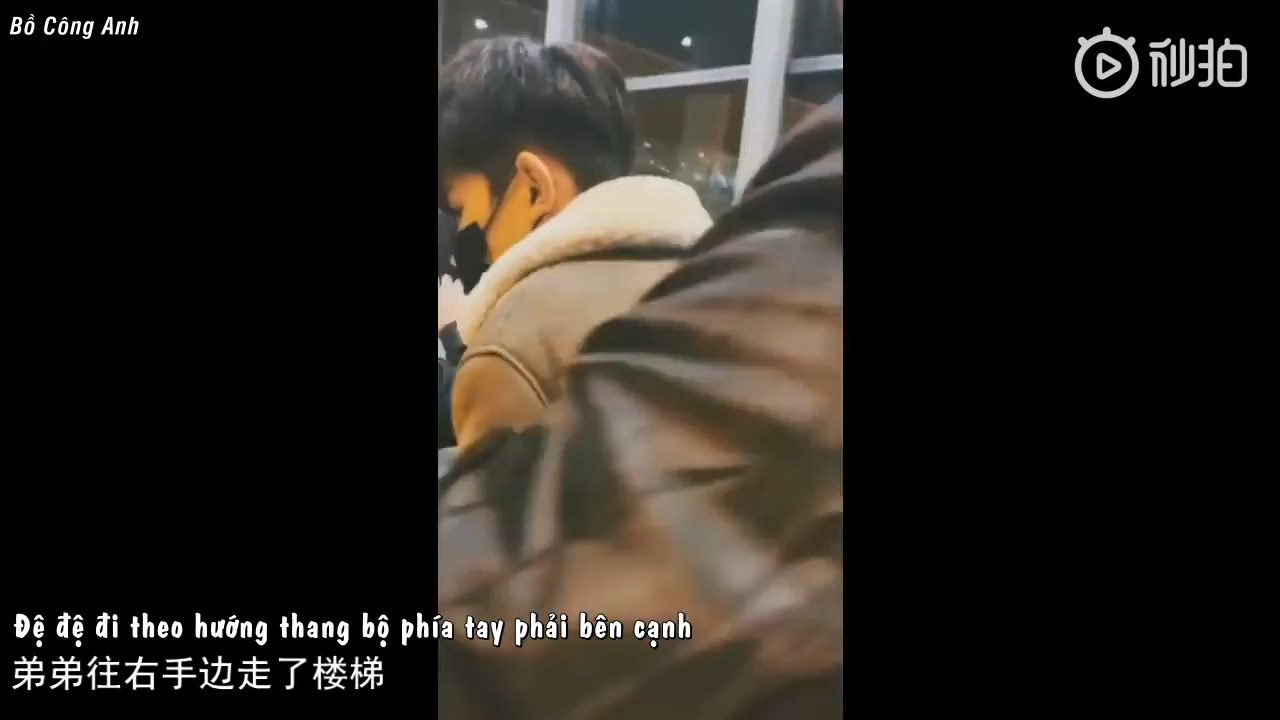 Bồ Công Anh
秒拍
Đệ đệ đi theo hướng thang bộ phía tay phải bên cạnh
弟弟往右手边走了楼梯